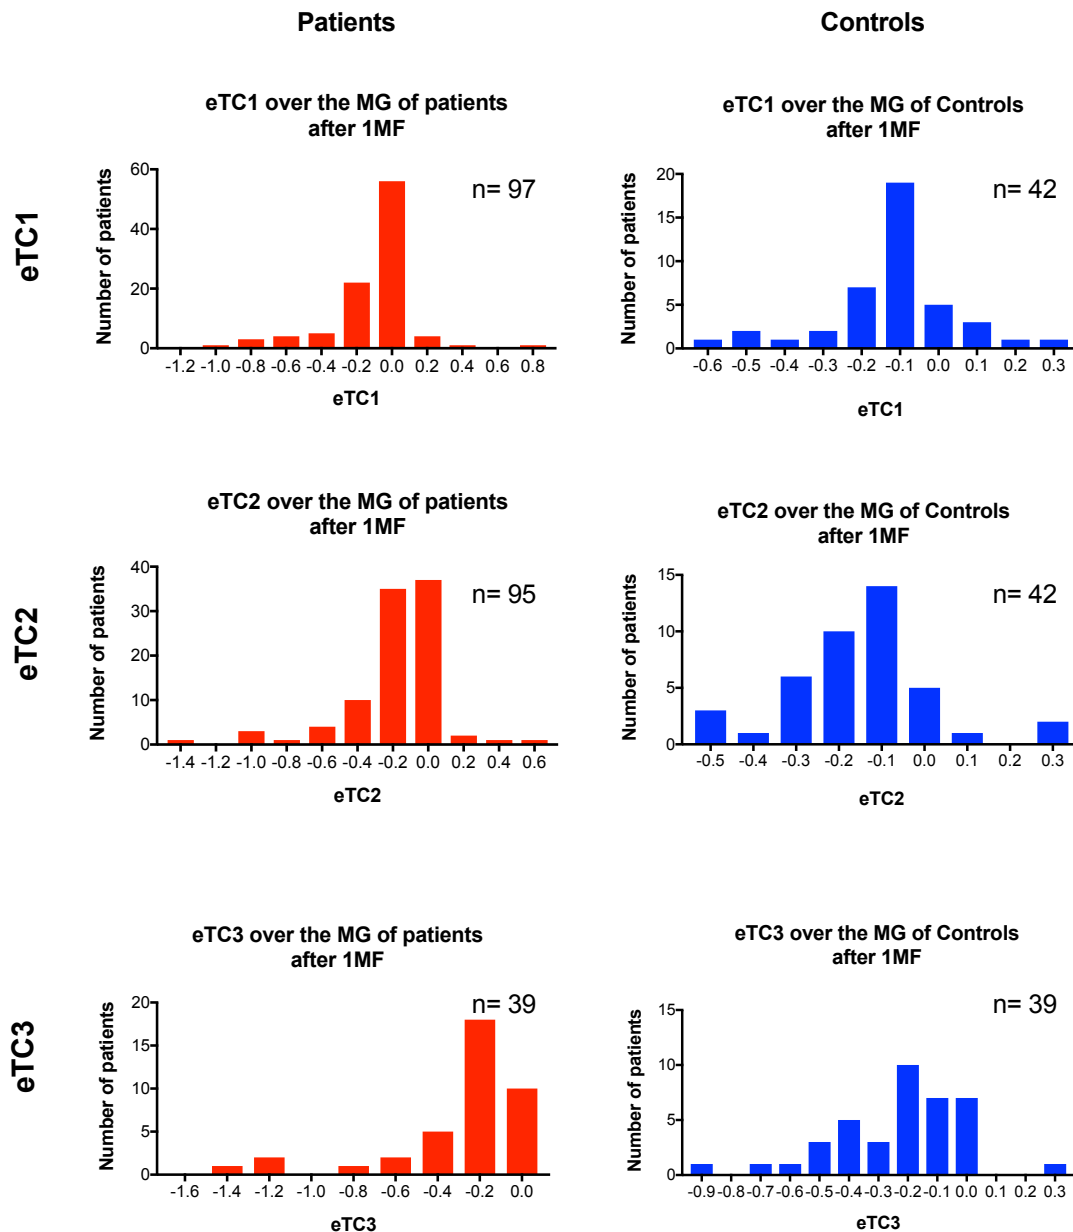 Patients
Controls
eTC1
eTC1 over the MG of patients
after 1MF
n= 97
Number of patients
60
40
20
0
-1.2 -1.0 -0.8 -0.6 -0.4 -0.2 0.0 0.2 0.4 0.6 0.8
eTC1
eTC1 over the MG of Controls
after 1MF
n= 42
Number of patients
20
15
10
5
0
-0.6 -0.5 -0.4 -0.3 -0.2 -0.1 0.0 0.1 0.2 0.3
eTC1
eTC2
eTC2 over the MG of patients
after 1MF
n= 95
Number of patients
40
30
20
10
0
-1.4 -1.2 -1.0 -0.8 -0.6 -0.4 -0.2 0.0 0.2 0.4 0.6
eTC2
eTC2 over the MG of Controls
after 1MF
n= 42
Number of patients
15
10
5
0
-0.5 -0.4 -0.3 -0.2 -0.1 0.0 0.1 0.2 0.3
eTC2
eTC3
eTC3 over the MG of patients
after 1MF
n= 39
Number of patients
20
15
10
5
0
-1.6 -1.4 -1.2 -1.0 -0.8 -0.6 -0.4 -0.2 0.0
eTC3
eTC3 over the MG of Controls
after 1MF
n= 39
Number of patients
15
10
5
0
-0.9 -0.8 -0.7 -0.6 -0.5 -0.4 -0.3 -0.2 -0.1 0.0 0.1 0.2 0.3
eTC3